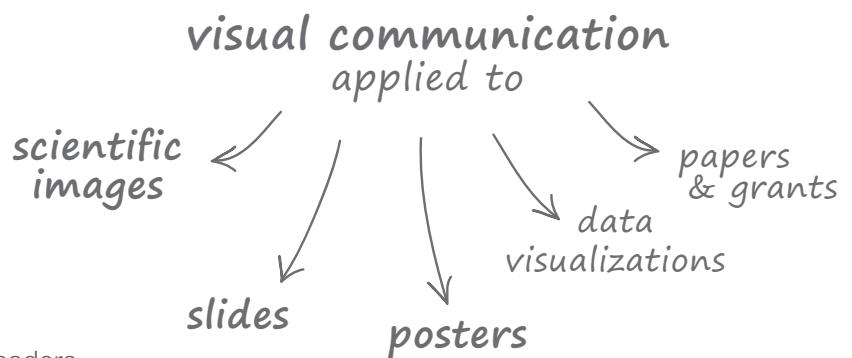 visual communication
applied to
scientific
images
papers
& grants
data
visualizations
slides
posters